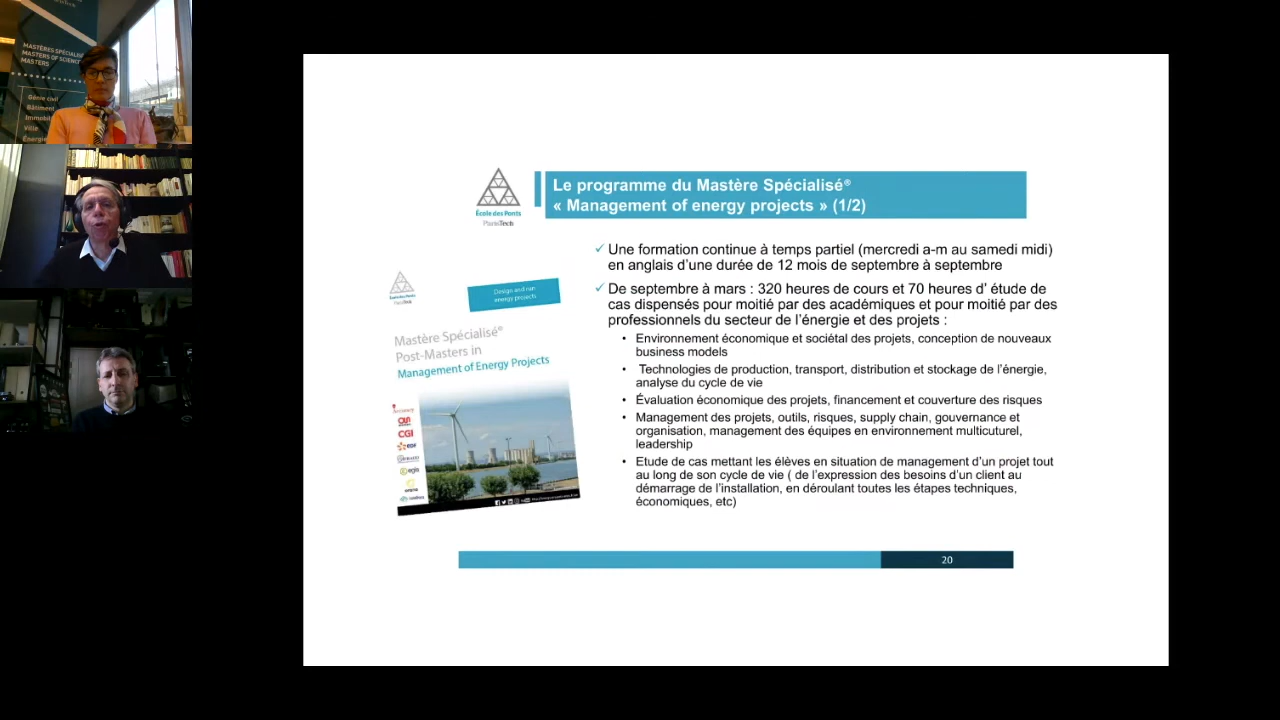 MASTÈRES-SPÉCIALISÉ
MASTERS OF SCIENC
MASTERS
Génie civil
Bâtiment
Immobil
Ville
Énergie
École des Ponts
ParisTech
Le programme du Mastère Spécialisé®
« Management of energy projects » (1/2)
✓ Une formation continue à temps partiel (mercredi a-m au samedi midi)
en anglais d’une durée de 12 mois de septembre à septembre
✓ De septembre à mars : 320 heures de cours et 70 heures d’ étude de
cas dispensés pour moitié par des académiques et pour moitié par des
professionnels du secteur de l’énergie et des projets :
• Environnement économique et sociétal des projets, conception de nouveaux
business models
• Technologies de production, transport, distribution et stockage de l’énergie,
analyse du cycle de vie
• Évaluation économique des projets, financement et couverture des risques
• Management des projets, outils, risques, supply chain, gouvernance et
organisation, management des équipes en environnement multicuturel,
leadership
• Etude de cas mettant les élèves en situation de management d’un projet tout
au long de son cycle de vie ( de l’expression des besoins d’un client au
démarrage de l’installation, en déroulant toutes les étapes techniques,
économiques, etc)
École des Ponts
ParisTech
Design and run
energy projects
Mastère Spécialisé®
Post-Masters in
Management of Energy Projects
CGI
edf
egis
20